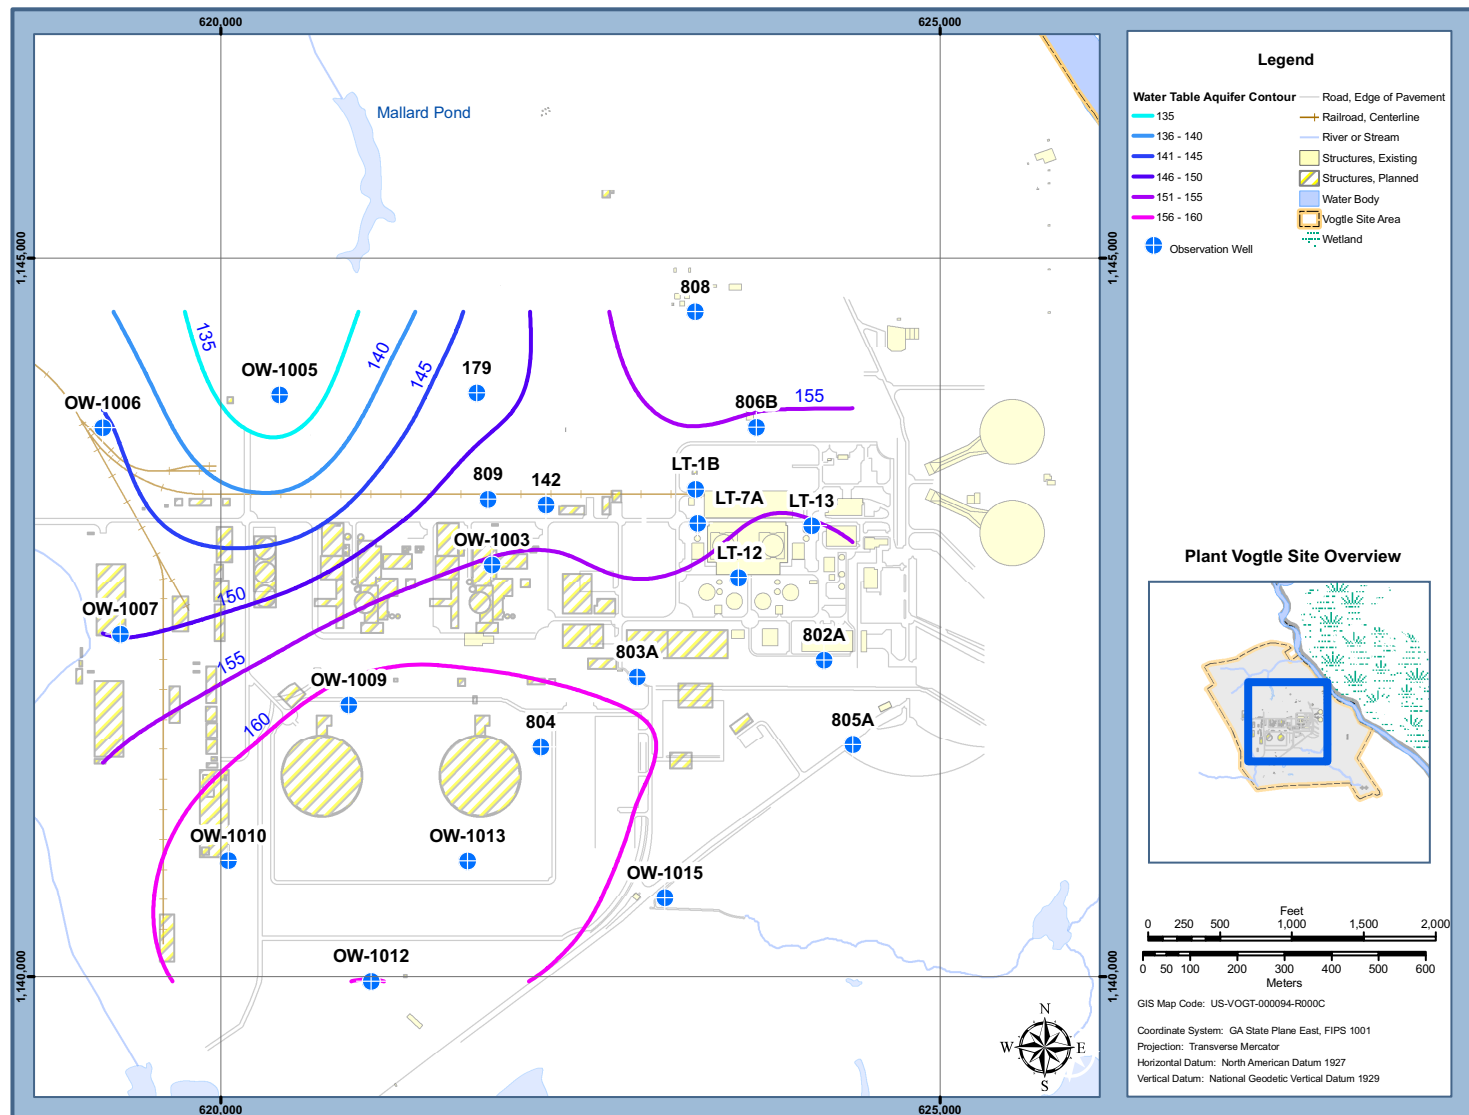 620,000
625,000
1,145,000
1,145,000
1,140,000
1,140,000
620,000
625,000
Mallard Pond
808
135
140
145
OW-1005
179
OW-1006
806B
155
LT-1B
809
142
LT-7A
LT-13
OW-1003
LT-12
150
OW-1007
802A
155
803A
OW-1009
160
804
805A
OW-1010
OW-1013
OW-1015
OW-1012
N
W
E
S
Legend
Water Table Aquifer Contour
135
136 - 140
141 - 145
146 - 150
151 - 155
156 - 160
Observation Well
Road, Edge of Pavement
Railroad, Centerline
River or Stream
Structures, Existing
Structures, Planned
Water Body
Vogtle Site Area
Wetland
Plant Vogtle Site Overview
Feet
0 250 500 1,000 1,500 2,000
0 50 100 200 300 400 500 600
Meters
GIS Map Code: US-VOGT-000094-R000C
Coordinate System: GA State Plane East, FIPS 1001
Projection: Transverse Mercator
Horizontal Datum: North American Datum 1927
Vertical Datum: National Geodetic Vertical Datum 1929